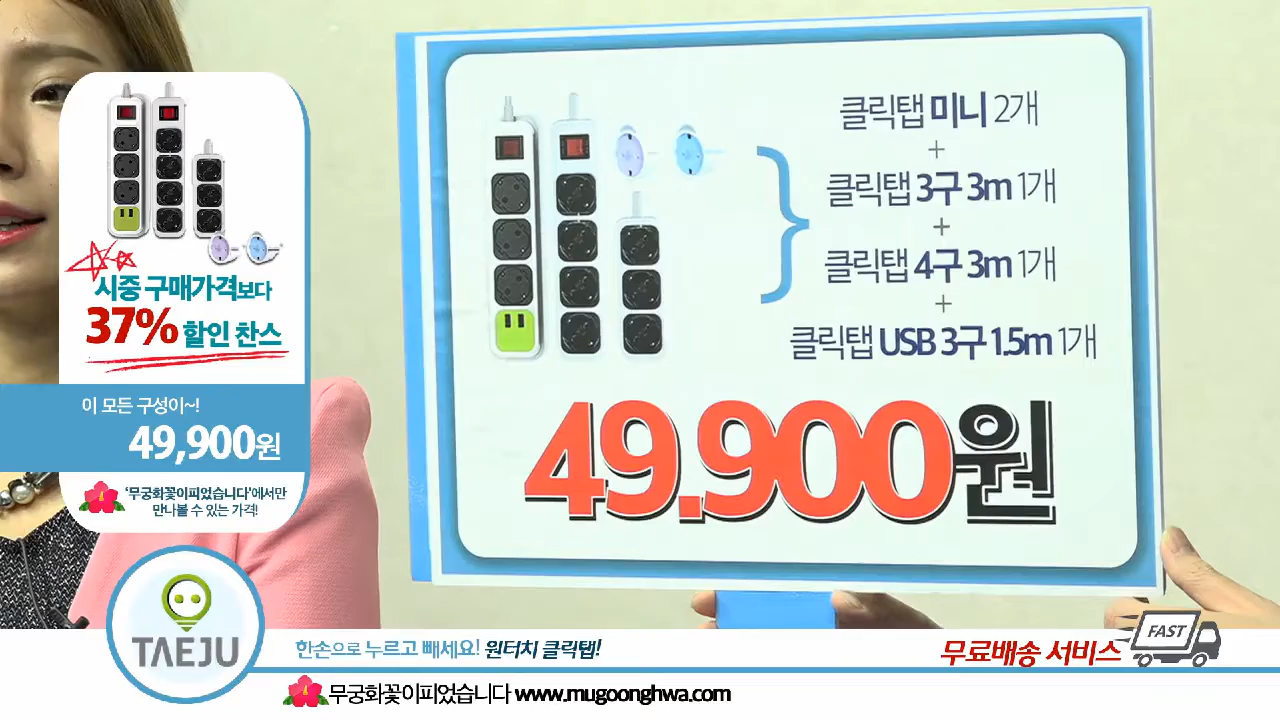 클릭탭 미니 2개
+
클릭탭 3구 3m 1개
+
클릭탭 4구 3m 1개
+
클릭탭 USB 3구 1.5m 1개
49.900원
시중 구매가격보다
37% 할인 찬스
이 모든 구성이~!
49,900원
'무궁화꽃이피었습니다'에서만
만나볼 수 있는 가격!
TAEJU
한손으로 누르고 빼세요! 원터치 클릭탭!
무료배송 서비스
FAST
무궁화꽃이피었습니다 www.mugoonghwa.com